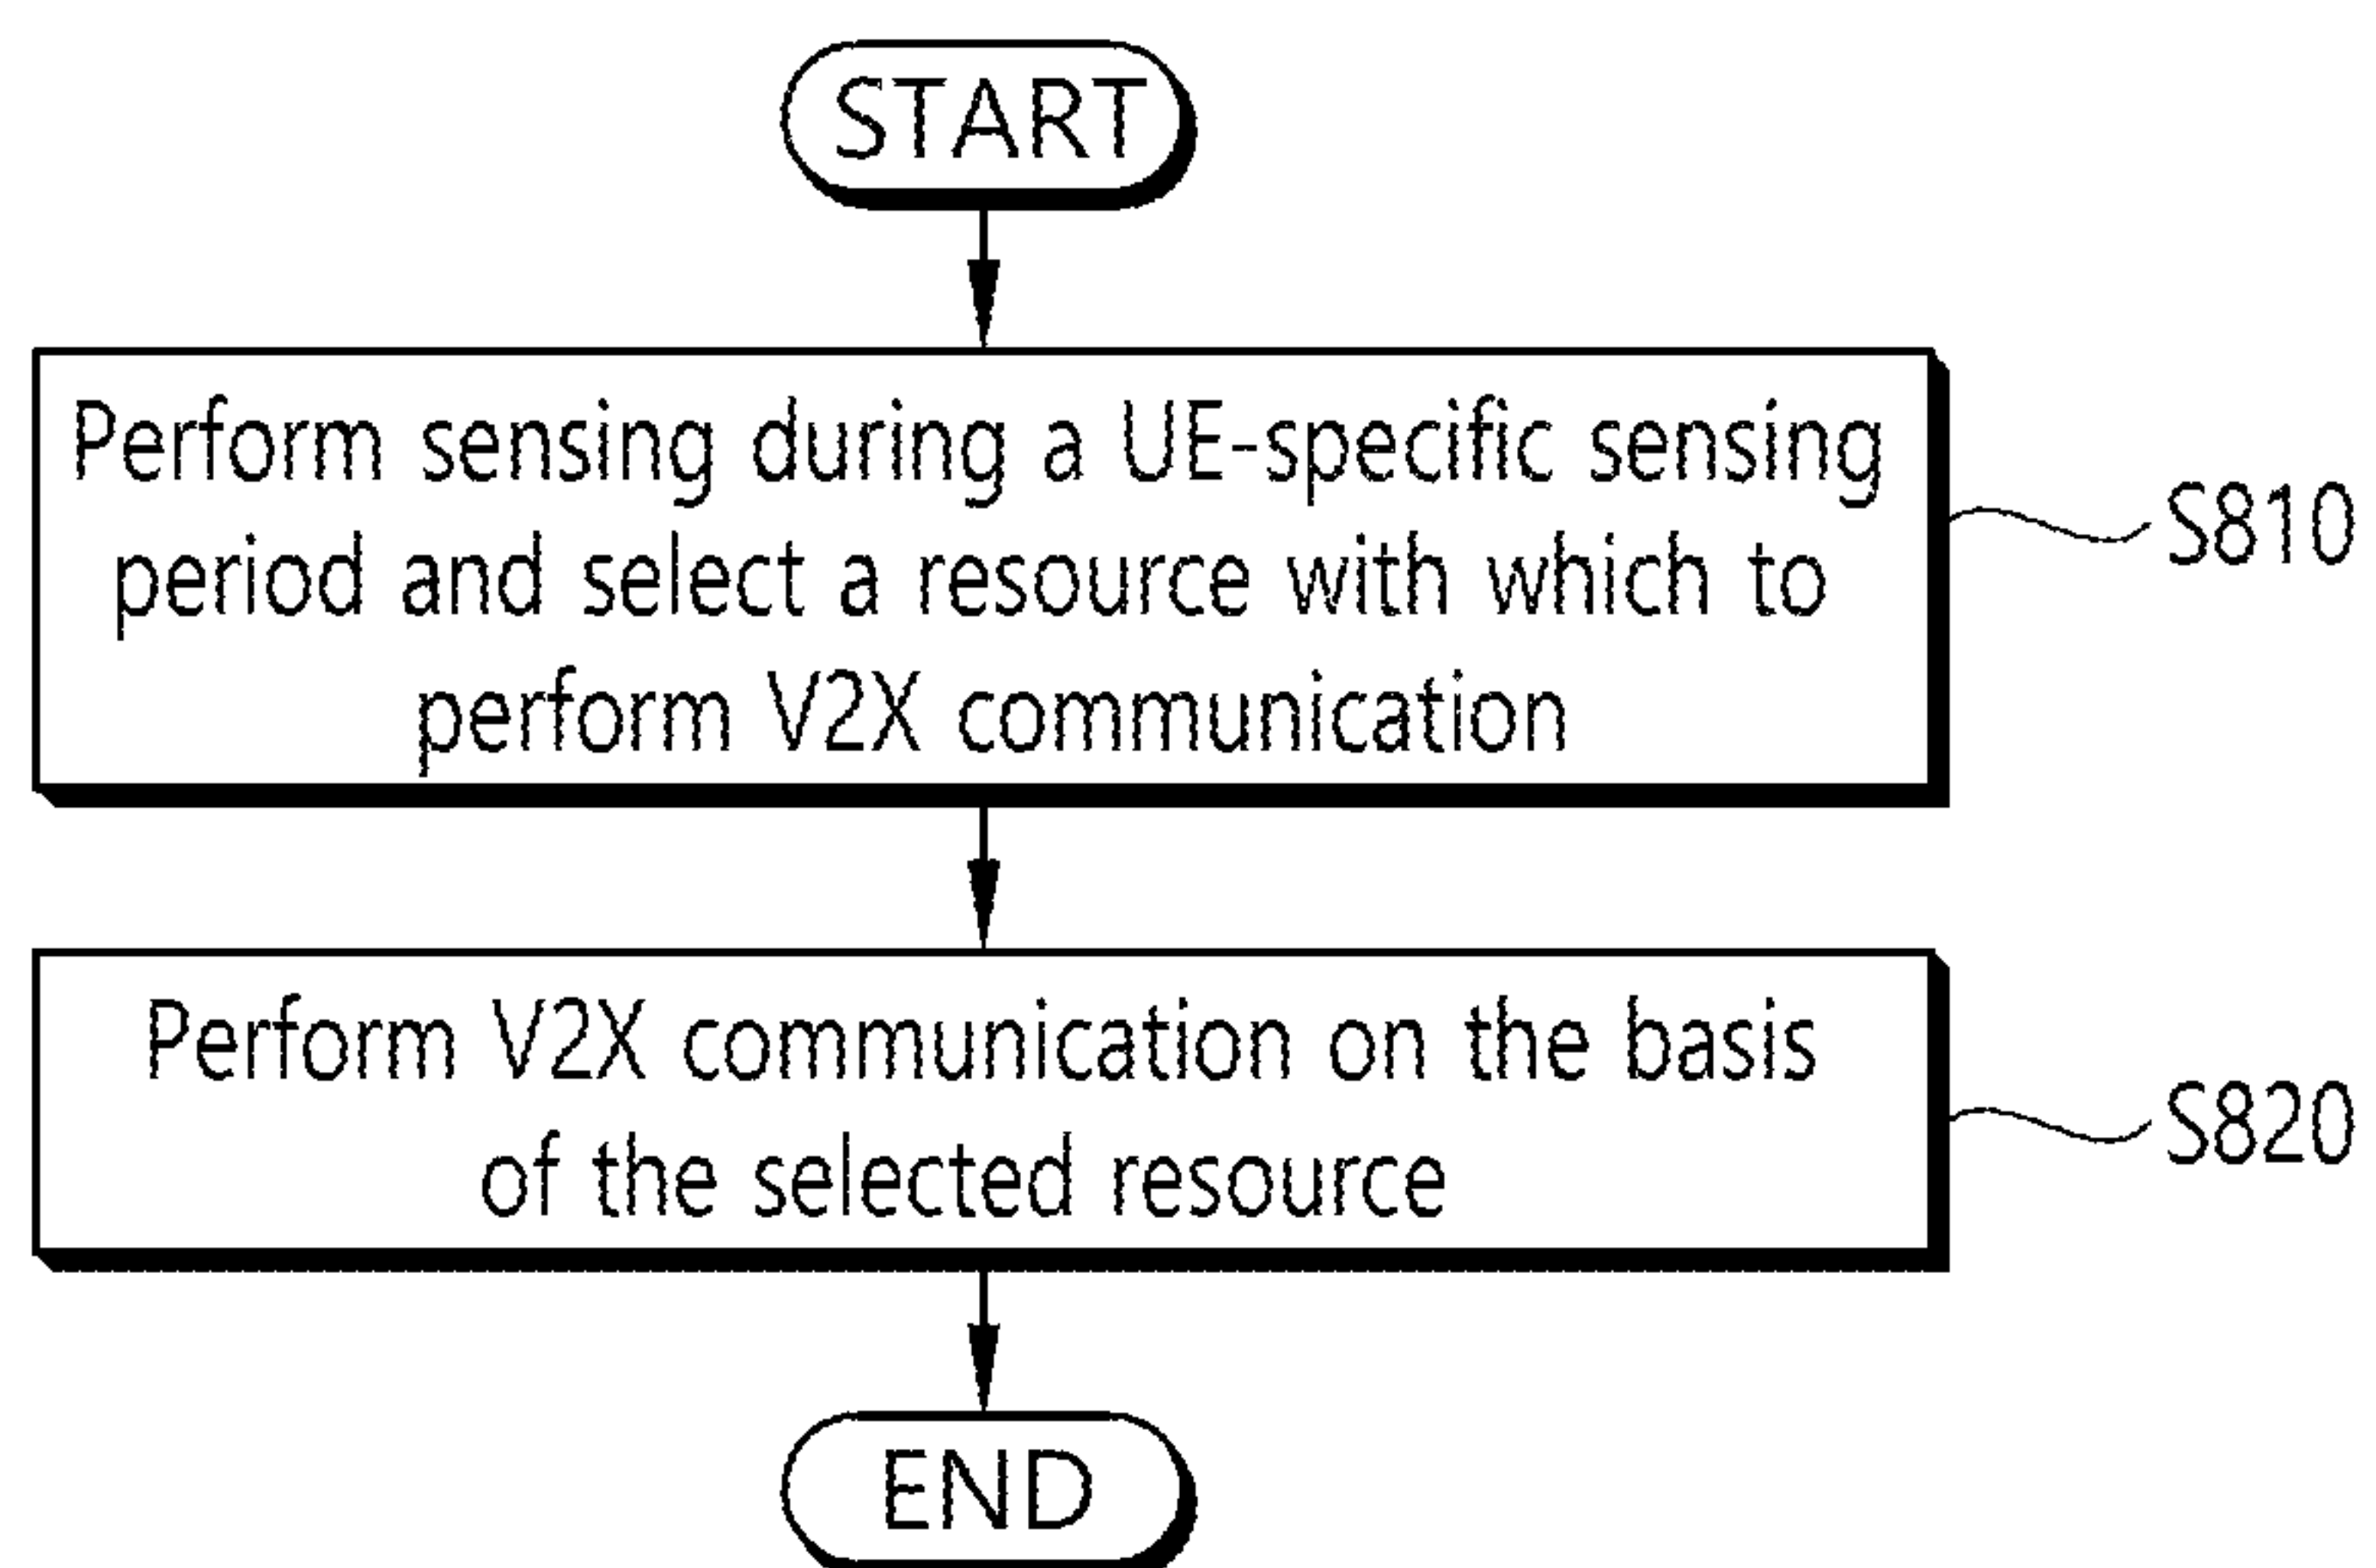 START
Perform sensing during a UE-specific sensing
period and select a resource with which to
perform V2X communication
S810
Perform V2X communication on the basis
of the selected resource
S820
END